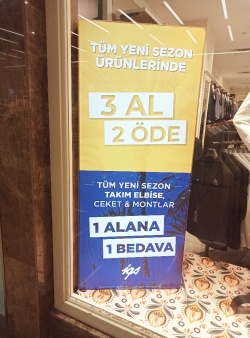 TÜM YENİ SEZON
ÜRÜNLERİNDE
3 AL
2 ÖDE
TÜM YENİ SEZON
TAKIM ELBİSE,
CEKET & MONTLAR
1 ALANA
1 BEDAVA
igs